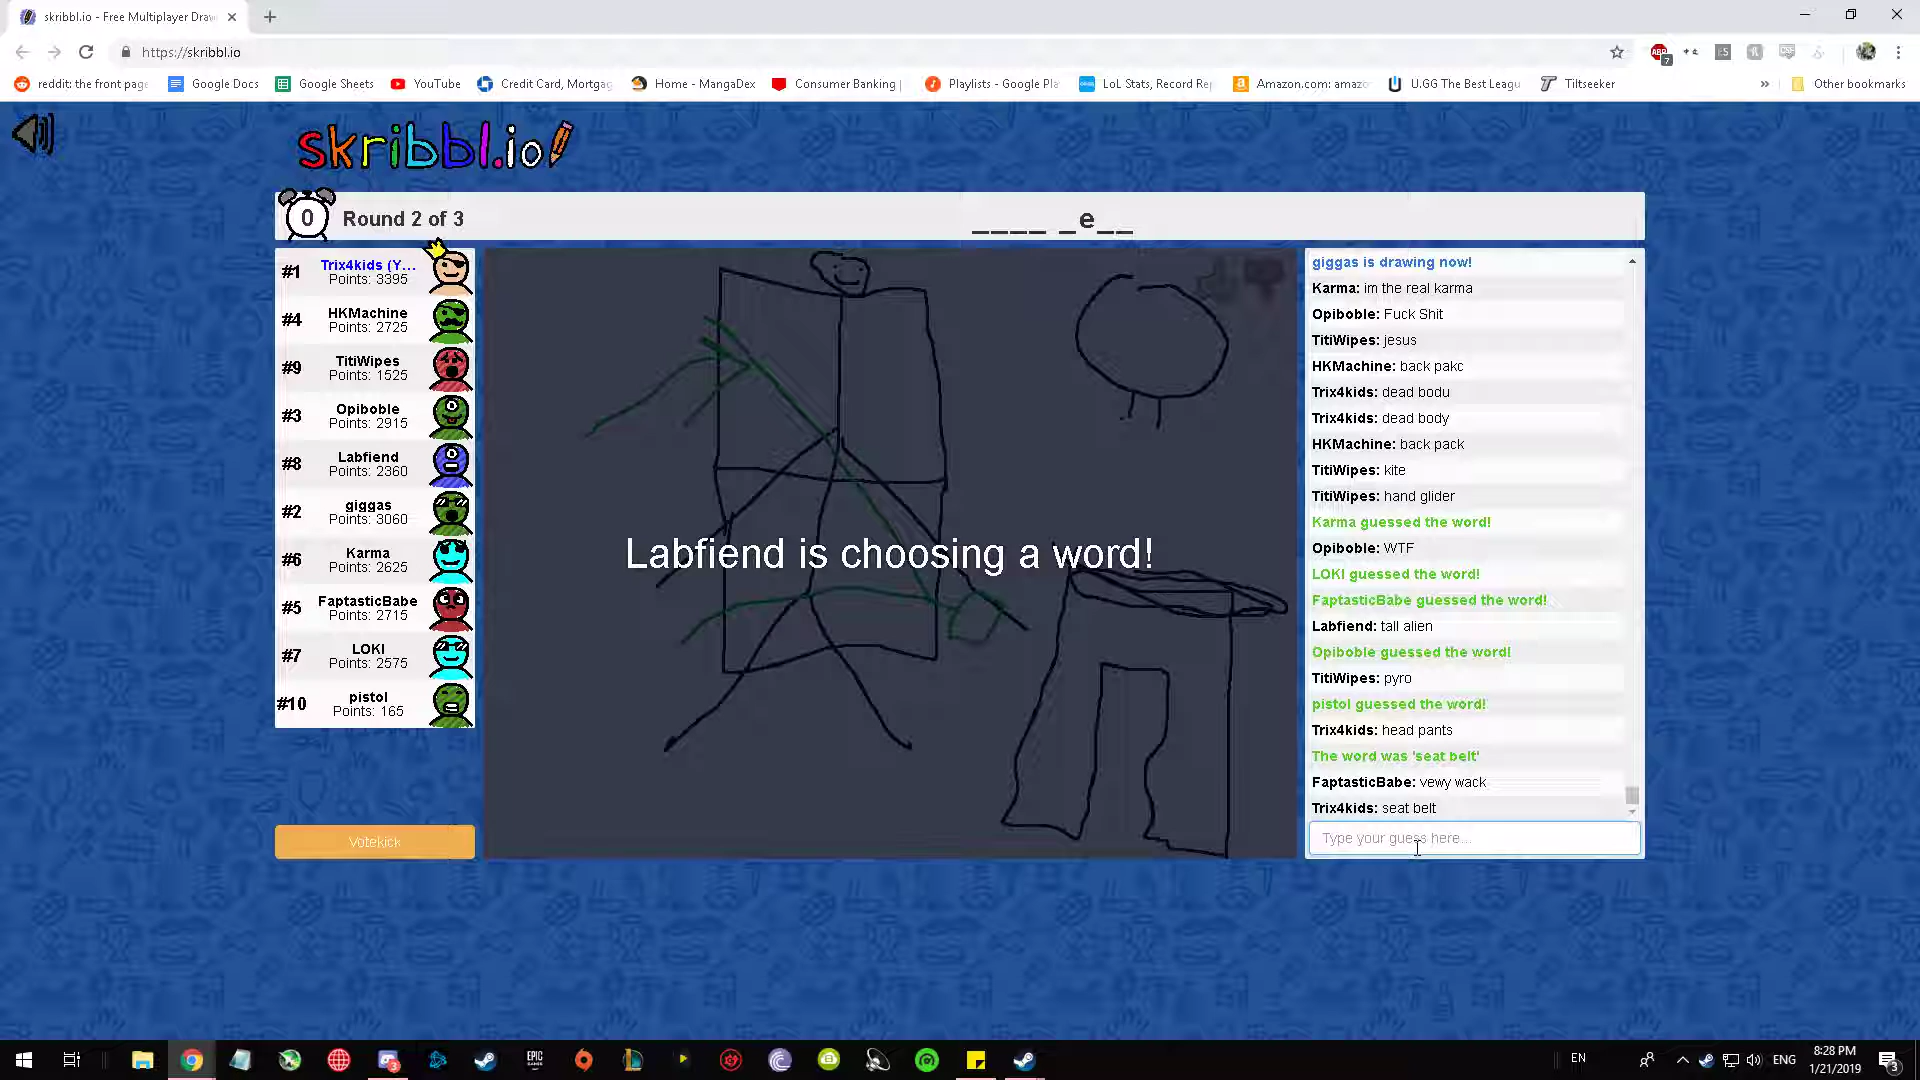 skribbl.io - Free Multiplayer Draw
https://skribbl.io
ABP
7
reddit: the front page
Google Docs
Google Sheets
YouTube
Credit Card, Mortgag
Home - MangaDex
Consumer Banking |
Playlists - Google Pla
LoL Stats, Record Re
Amazon.com: amazo
U.GG The Best Leagu
Tiltseeker
Other bookmarks
skribbl.io
0
Round 2 of 3
____ _e__
#1
Trix4kids (Y...
Points: 3395
#4
HKMachine
Points: 2725
#9
TitiWipes
Points: 1525
#3
Opiboble
Points: 2915
#8
Labfiend
Points: 2360
#2
giggas
Points: 3060
#6
Karma
Points: 2625
#5
FaptasticBabe
Points: 2715
#7
LOKI
Points: 2575
#10
pistol
Points: 165
Votekick
Labfiend is choosing a word!
giggas is drawing now!
Karma: im the real karma
Opiboble: Fuck Shit
TitiWipes: jesus
HKMachine: back pakc
Trix4kids: dead bodu
Trix4kids: dead body
HKMachine: back pack
TitiWipes: kite
TitiWipes: hand glider
Karma guessed the word!
Opiboble: WTF
LOKI guessed the word!
FaptasticBabe guessed the word!
Labfiend: tall alien
Opiboble guessed the word!
TitiWipes: pyro
pistol guessed the word!
Trix4kids: head pants
The word was 'seat belt'
FaptasticBabe: vewy wack
Trix4kids: seat belt
Type your guess here...
EPIC
GAMES
3
EN
ENG
8:28 PM
1/21/2019
3